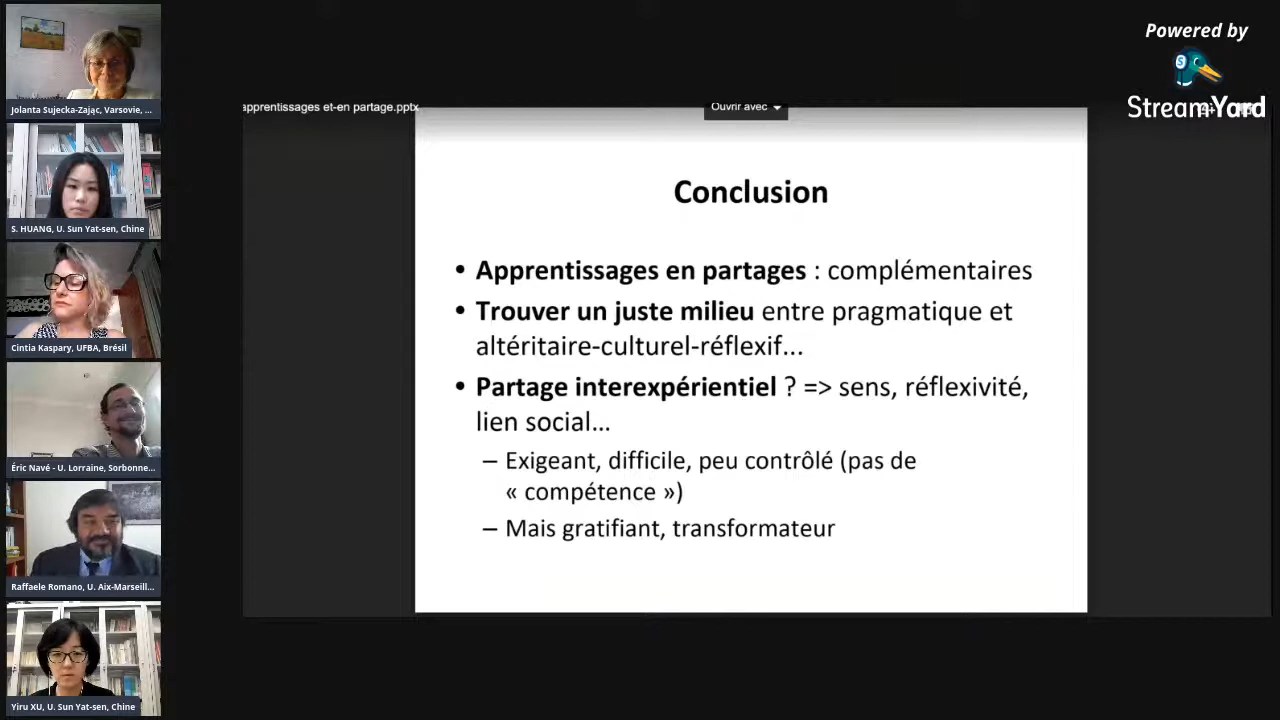 Jolanta Sujecka-Zając, Varsovie, ...
S. HUANG, U. Sun Yat-sen, Chine
Cintia Kaspary, UFBA, Brésil
Éric Navé - U. Lorraine, Sorbonne...
Raffaele Romano, U. Aix-Marseill...
Yiru XU, U. Sun Yat-sen, Chine
apprentissages et-en partage.pptx
Ouvrir avec
Powered by
StreamYard
Conclusion
• Apprentissages en partages : complémentaires
• Trouver un juste milieu entre pragmatique et
altéritaire-culturel-réflexif...
• Partage interexpérientiel ? => sens, réflexivité,
lien social...
– Exigeant, difficile, peu contrôlé (pas de
« compétence »)
– Mais gratifiant, transformateur